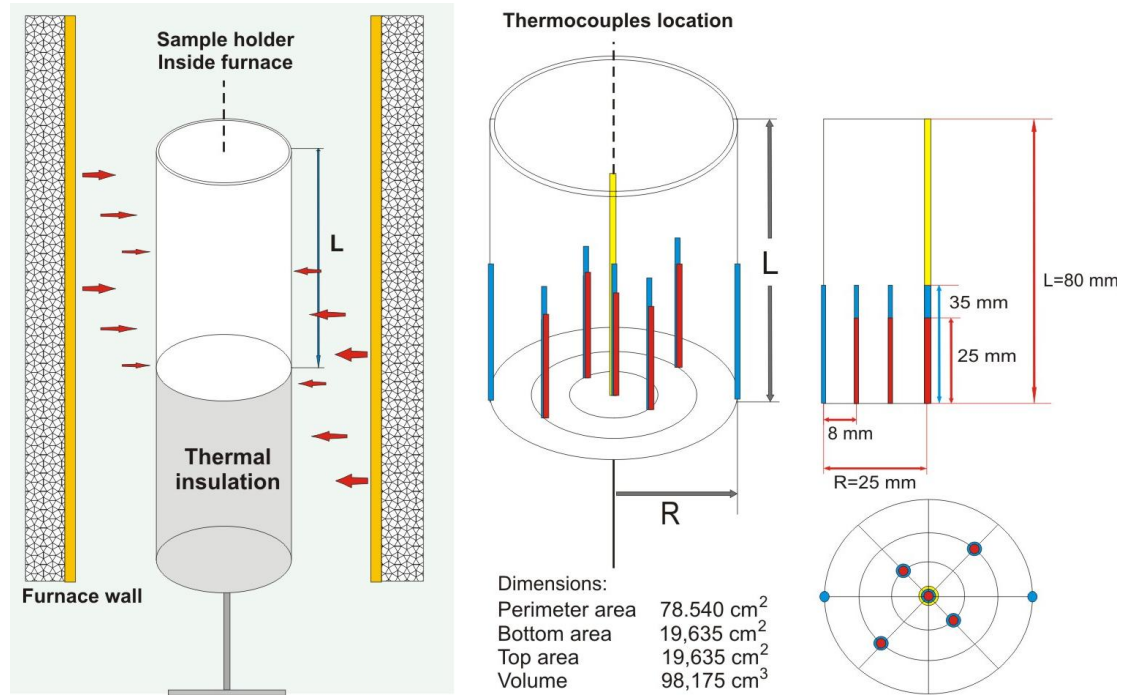 Sample holder
Inside furnace
L
Thermal
insulation
Furnace wall
Thermocouples location
L
R
Dimensions:
Perimeter area 78.540 cm²
Bottom area 19,635 cm²
Top area 19,635 cm²
Volume 98,175 cm³
L=80 mm
35 mm
25 mm
8 mm
R=25 mm